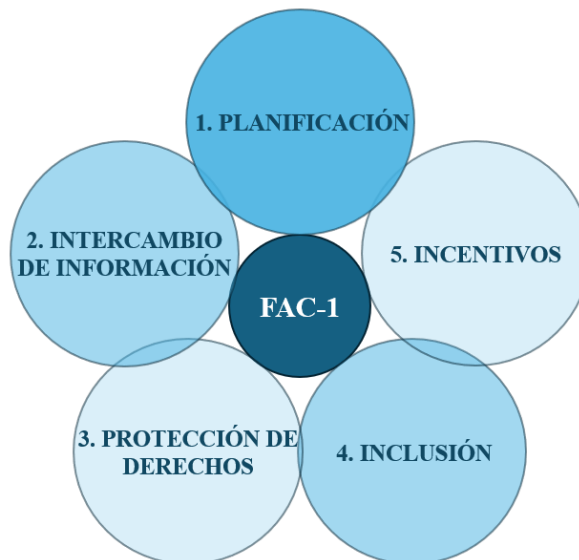 1. PLANIFICACIÓN
2. INTERCAMBIO
DE INFORMACIÓN
5. INCENTIVOS
FAC-1
3. PROTECCIÓN DE
DERECHOS
4. INCLUSIÓN